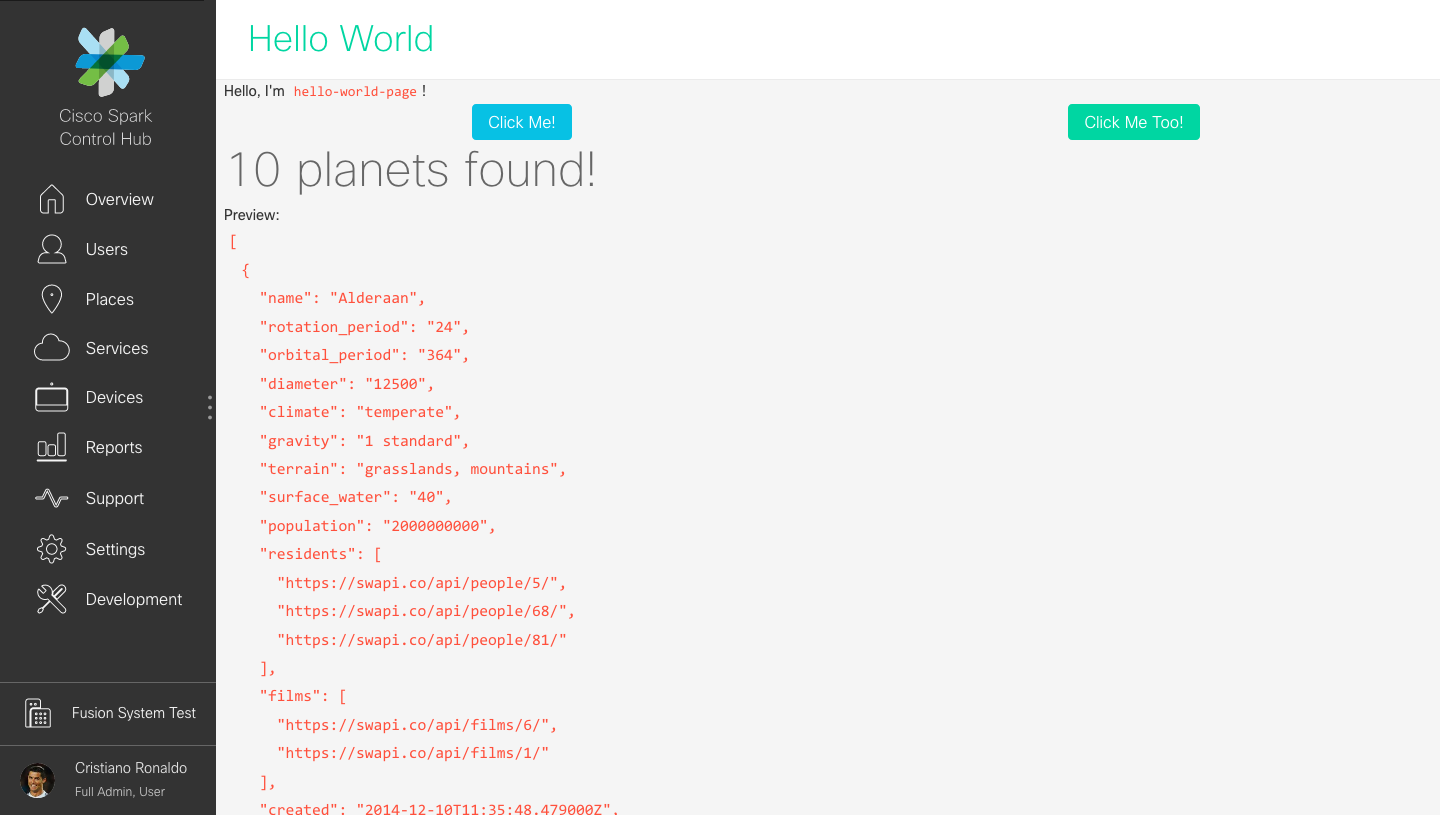 Cisco Spark
Control Hub
Overview
Users
Places
Services
Devices
Reports
Support
Settings
Development
Fusion System Test
Cristiano Ronaldo
Full Admin, User
Hello World
Hello, I'm hello-world-page !
Click Me!
Click Me Too!
10 planets found!
Preview:
[
{
"name": "Alderaan",
"rotation_period": "24",
"orbital_period": "364",
"diameter": "12500",
"climate": "temperate",
"gravity": "1 standard",
"terrain": "grasslands, mountains",
"surface_water": "40",
"population": "2000000000",
"residents": [
"https://swapi.co/api/people/5/",
"https://swapi.co/api/people/68/",
"https://swapi.co/api/people/81/"
],
"films": [
"https://swapi.co/api/films/6/",
"https://swapi.co/api/films/1/"
],
"created": "2014-12-10T11:35:48.479000Z",